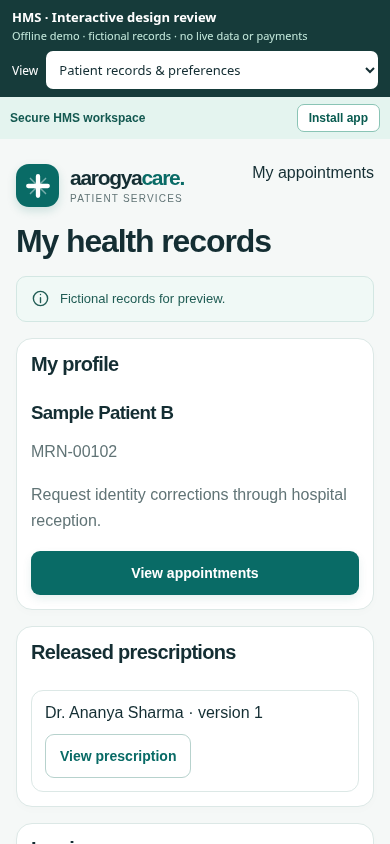 HMS · Interactive design review
Offline demo · fictional records · no live data or payments
View
Patient records & preferences
Secure HMS workspace
Install app
aarogyacare.
PATIENT SERVICES
My appointments
My health records
Fictional records for preview.
My profile
Sample Patient B
MRN-00102
Request identity corrections through hospital
reception.
View appointments
Released prescriptions
Dr. Ananya Sharma · version 1
View prescription